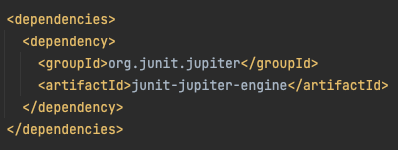 <dependencies>
<dependency>
<groupId>org.junit.jupiter</groupId>
<artifactId>junit-jupiter-engine</artifactId>
</dependency>
</dependencies>